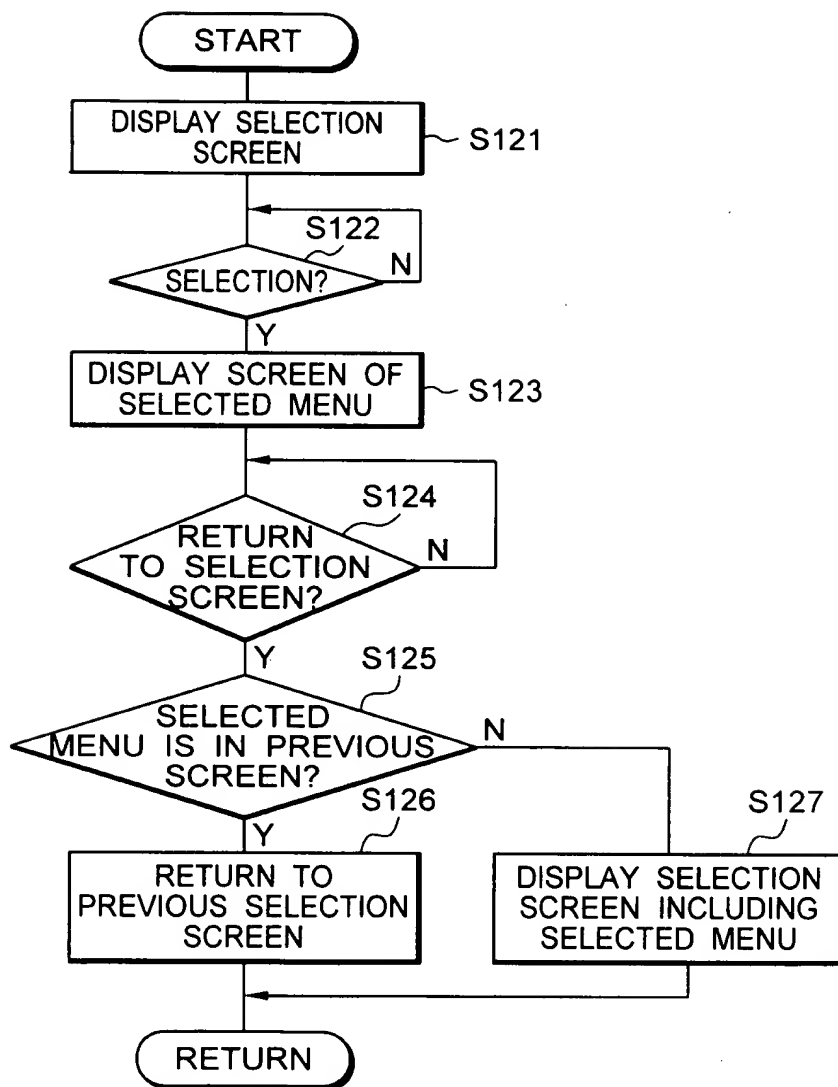 START
DISPLAY SELECTION
SCREEN
S121
S122
SELECTION?
N
Y
DISPLAY SCREEN OF
SELECTED MENU
S123
S124
RETURN
TO SELECTION
SCREEN?
N
Y
S125
SELECTED
MENU IS IN PREVIOUS
SCREEN?
N
Y
S126
RETURN TO
PREVIOUS SELECTION
SCREEN
S127
DISPLAY SELECTION
SCREEN INCLUDING
SELECTED MENU
RETURN